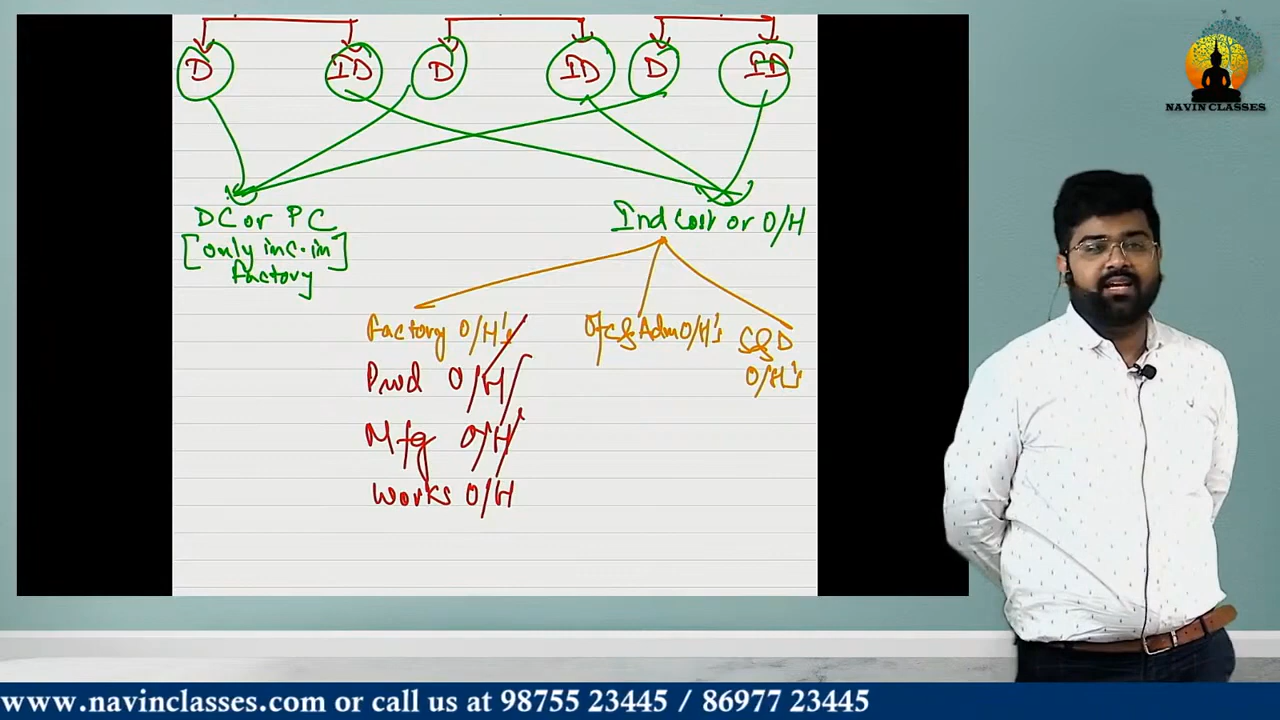 D ID D ID D ID
NAVIN CLASSES
DC or PC
[only inc. in]
factory
Ind Cost or O/H
Factory O/H's
Ofc & Adm O/H's
S & D
O/H's
Prod O/H
Mfg O/H
Works O/H
www.navinclasses.com or call us at 98755 23445 / 86977 23445